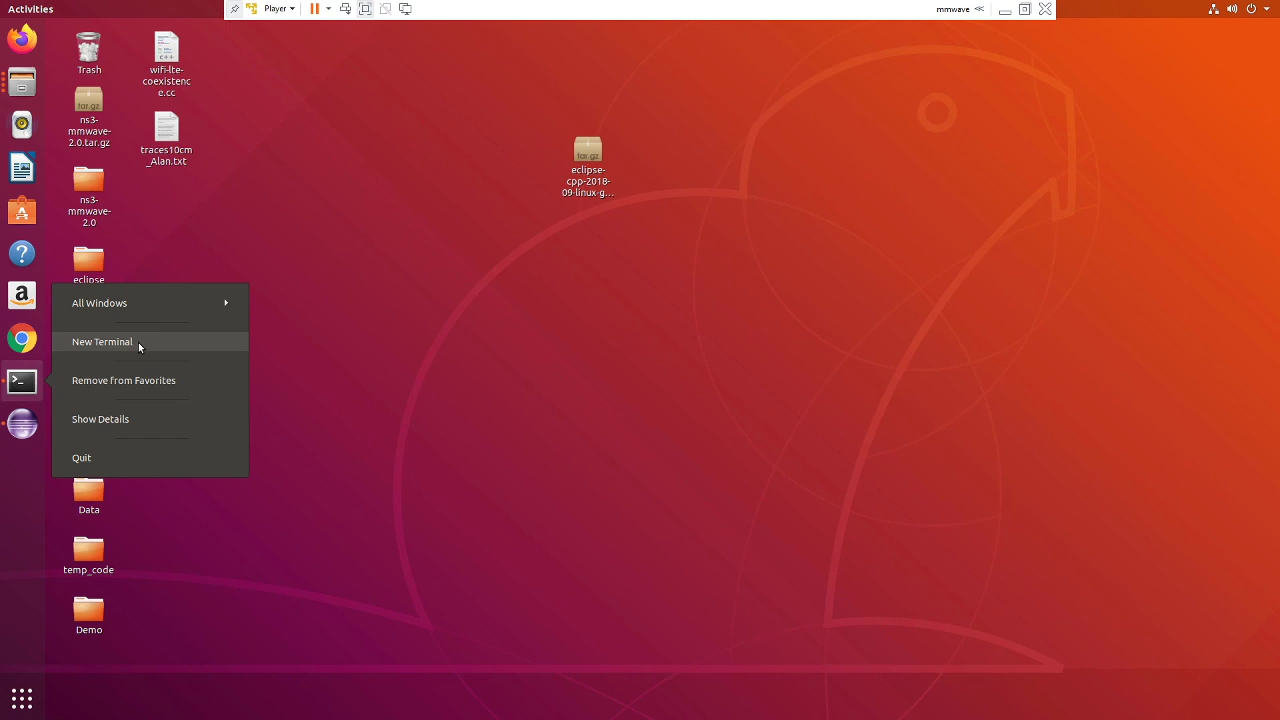 Activities
Player
mmwave
Trash
wifi-lte-
coexistenc
e.cc
C++
tar.gz
ns3-
mmwave-
2.0.tar.gz
traces10cm
_Alan.txt
tar.gz
eclipse-
cpp-2018-
09-linux-g...
ns3-
mmwave-
2.0
eclipse
All Windows
New Terminal
Remove from Favorites
Show Details
Quit
Data
temp_code
Demo